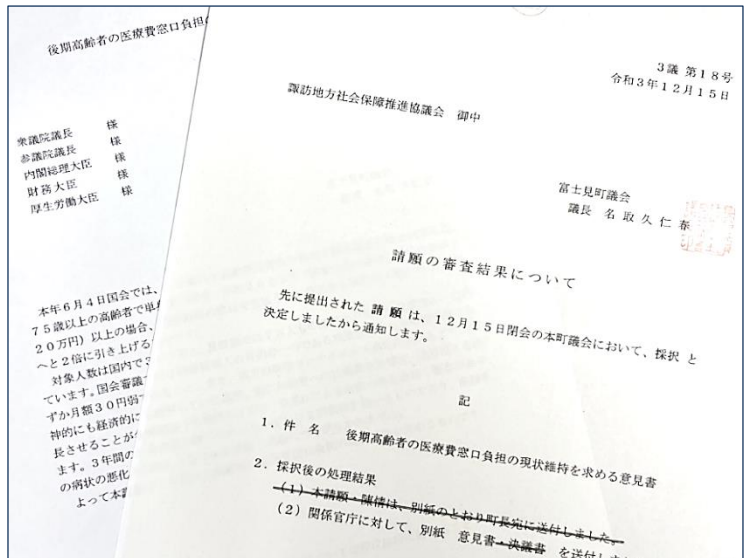 後期高齢者の医療費窓口負担
衆議院議長 様
参議院議長 様
内閣総理大臣 様
財務大臣 様
厚生労働大臣 様
本年6月4日国会では、
75歳以上の高齢者で単
20万円）以上の場合、
へと2倍に引き上げる
対象人数は国内で3
ています。国会審議
ずか月額30円弱
神的にも経済的に
長させることが
ます。3年間の
の病状の悪化
よって本議
3議 第18号
令和3年12月15日
諏訪地方社会保障推進協議会 御中
富士見町議会
議長 名取久仁春
請願の審査結果について
先に提出された 請願 は、12月15日閉会の本町議会において、採択 と
決定しましたから通知します。
記
1．件 名 後期高齢者の医療費窓口負担の現状維持を求める意見書
2．採択後の処理結果
（1）本請願・陳情は、別紙のとおり町長宛に送付しました。
（2）関係官庁に対して、別紙 意見書・決議書 を送付しま